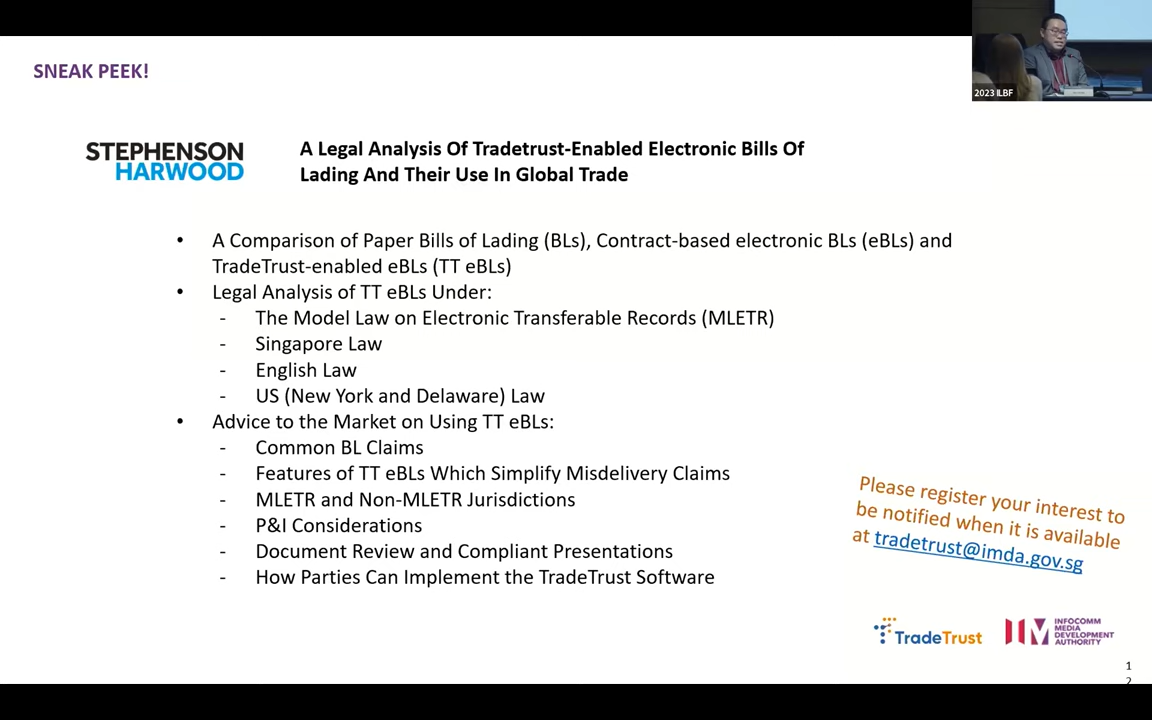 2023 ILBF
SNEAK PEEK!
STEPHENSON
HARWOOD
A Legal Analysis Of Tradetrust-Enabled Electronic Bills Of
Lading And Their Use In Global Trade
• A Comparison of Paper Bills of Lading (BLs), Contract-based electronic BLs (eBLs) and
TradeTrust-enabled eBLs (TT eBLs)
• Legal Analysis of TT eBLs Under:
- The Model Law on Electronic Transferable Records (MLETR)
- Singapore Law
- English Law
- US (New York and Delaware) Law
• Advice to the Market on Using TT eBLs:
- Common BL Claims
- Features of TT eBLs Which Simplify Misdelivery Claims
- MLETR and Non-MLETR Jurisdictions
- P&I Considerations
- Document Review and Compliant Presentations
- How Parties Can Implement the TradeTrust Software
Please register your interest to
be notified when it is available
at tradetrust@imda.gov.sg
TradeTrust
INFOCOMM
MEDIA
DEVELOPMENT
AUTHORITY
1
2